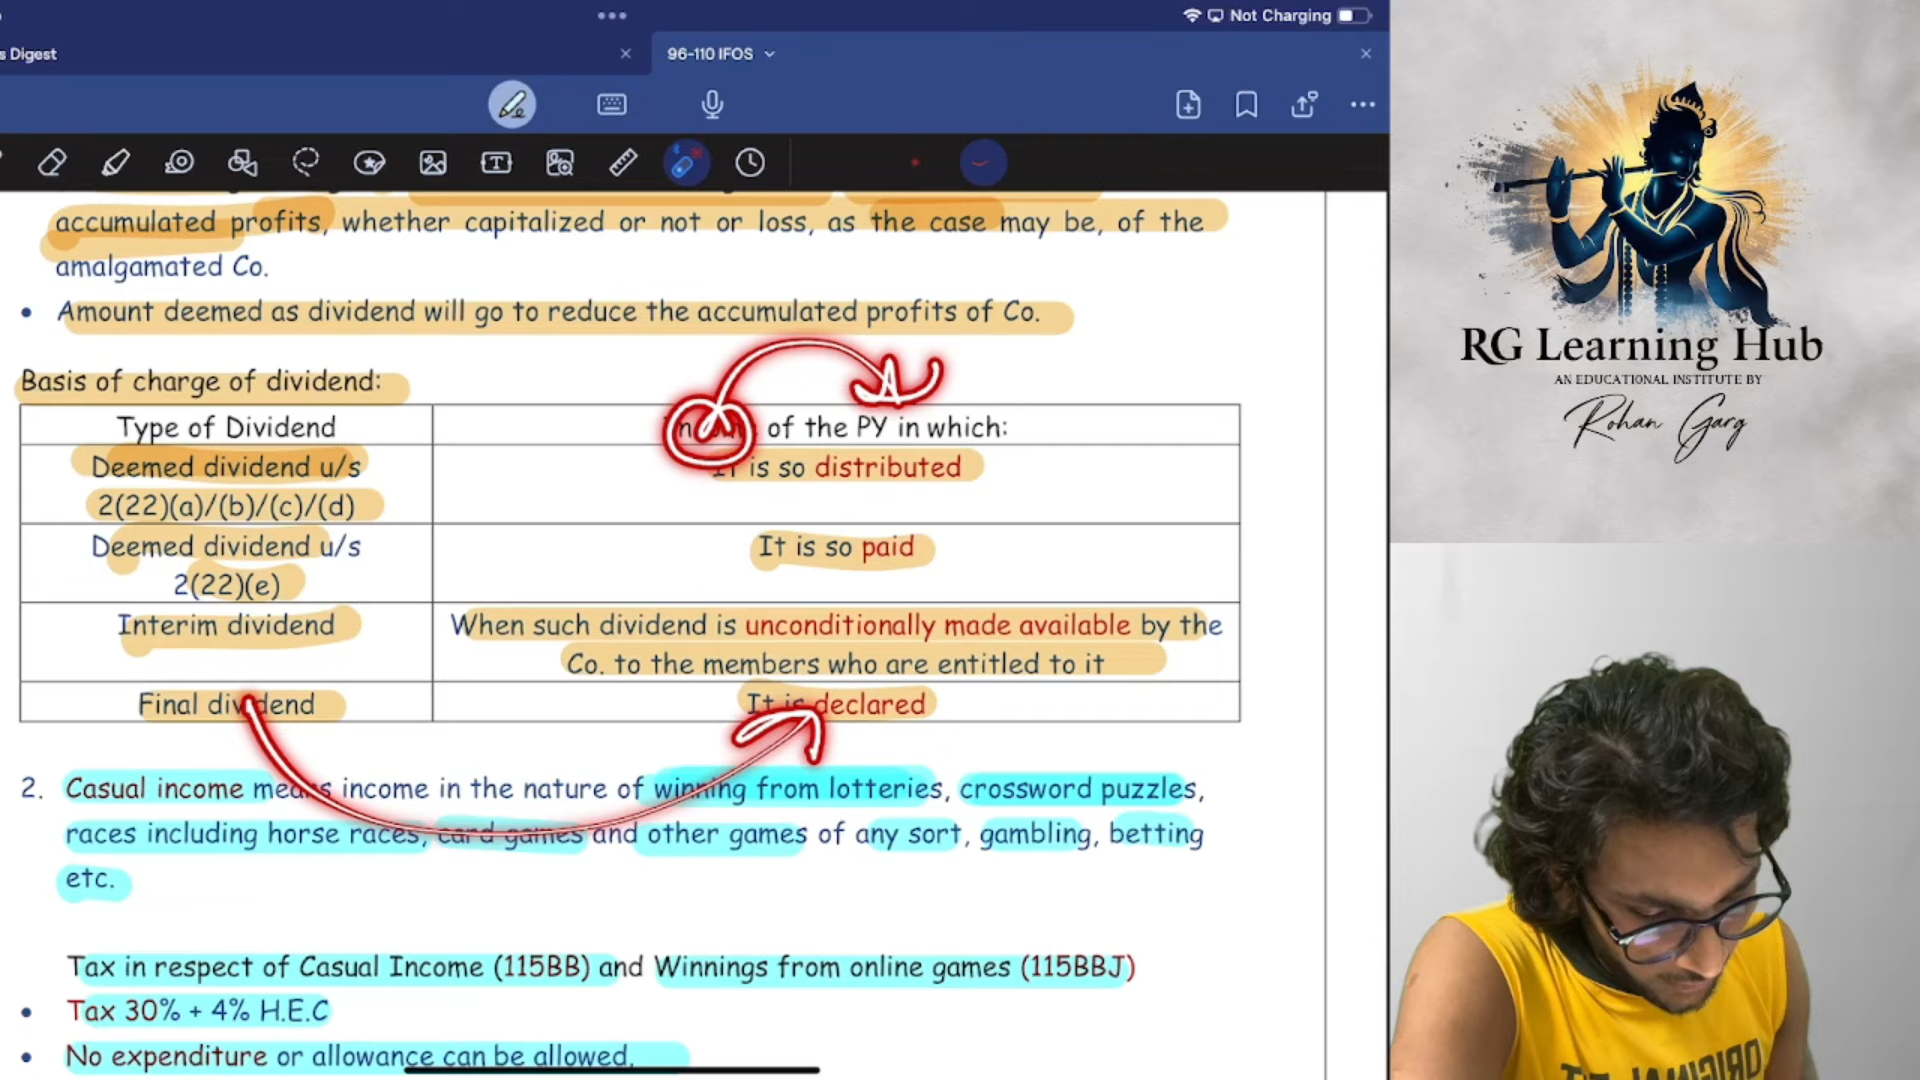 Not Charging
s Digest
96-110 IFOS
accumulated profits, whether capitalized or not or loss, as the case may be, of the
amalgamated Co.
• Amount deemed as dividend will go to reduce the accumulated profits of Co.
Basis of charge of dividend:
Type of Dividend
of the PY in which:
Deemed dividend u/s
2(22)(a)/(b)/(c)/(d)
It is so distributed
Deemed dividend u/s
2(22)(e)
It is so paid
Interim dividend
When such dividend is unconditionally made available by the
Co. to the members who are entitled to it
Final dividend
It is declared
2. Casual income means income in the nature of winning from lotteries, crossword puzzles,
races including horse races, card games and other games of any sort, gambling, betting
etc.
Tax in respect of Casual Income (115BB) and Winnings from online games (115BBJ)
• Tax 30% + 4% H.E.C
• No expenditure or allowance can be allowed.
RG Learning Hub
AN EDUCATIONAL INSTITUTE BY
Rohan Garg